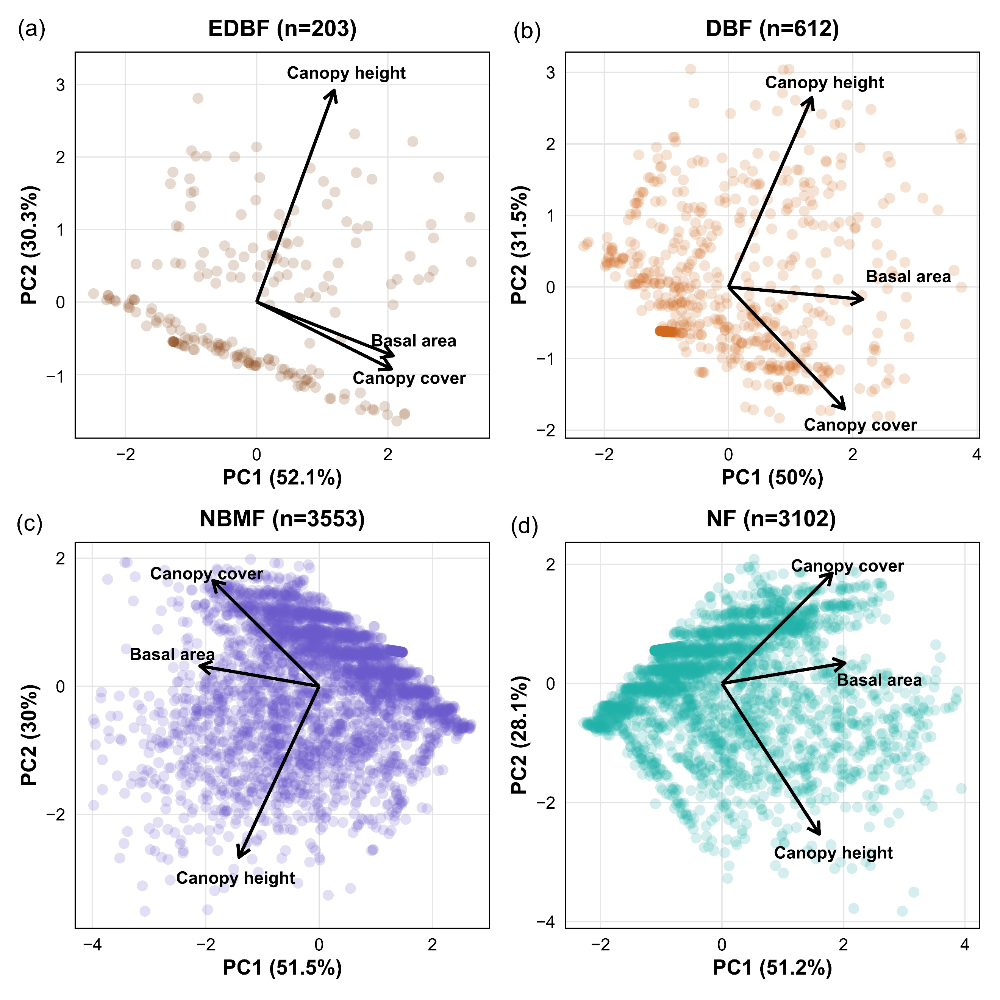 (a)
EDBF (n=203)
Canopy height
Basal area
Canopy cover
3
2
1
0
−1
−2
0
2
PC2 (30.3%)
PC1 (52.1%)
(b)
DBF (n=612)
Canopy height
Basal area
Canopy cover
3
2
1
0
−1
−2
−2
0
2
4
PC2 (31.5%)
PC1 (50%)
(c)
NBMF (n=3553)
Canopy cover
Basal area
Canopy height
2
0
−2
−4
−2
0
2
PC2 (30%)
PC1 (51.5%)
(d)
NF (n=3102)
Canopy cover
Basal area
Canopy height
2
0
−2
−4
−2
0
2
4
PC2 (28.1%)
PC1 (51.2%)